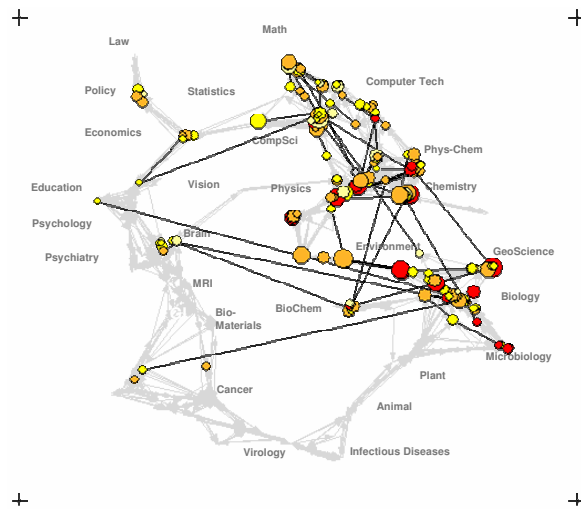 Math
Law
Computer Tech
Policy
Statistics
Economics
CompSci
Phys-Chem
Education
Vision
Physics
Chemistry
Psychology
Brain
Environment
GeoScience
Psychiatry
MRI
Biology
BioChem
Bio-
Materials
Microbiology
Plant
Cancer
Animal
Virology
Infectious Diseases